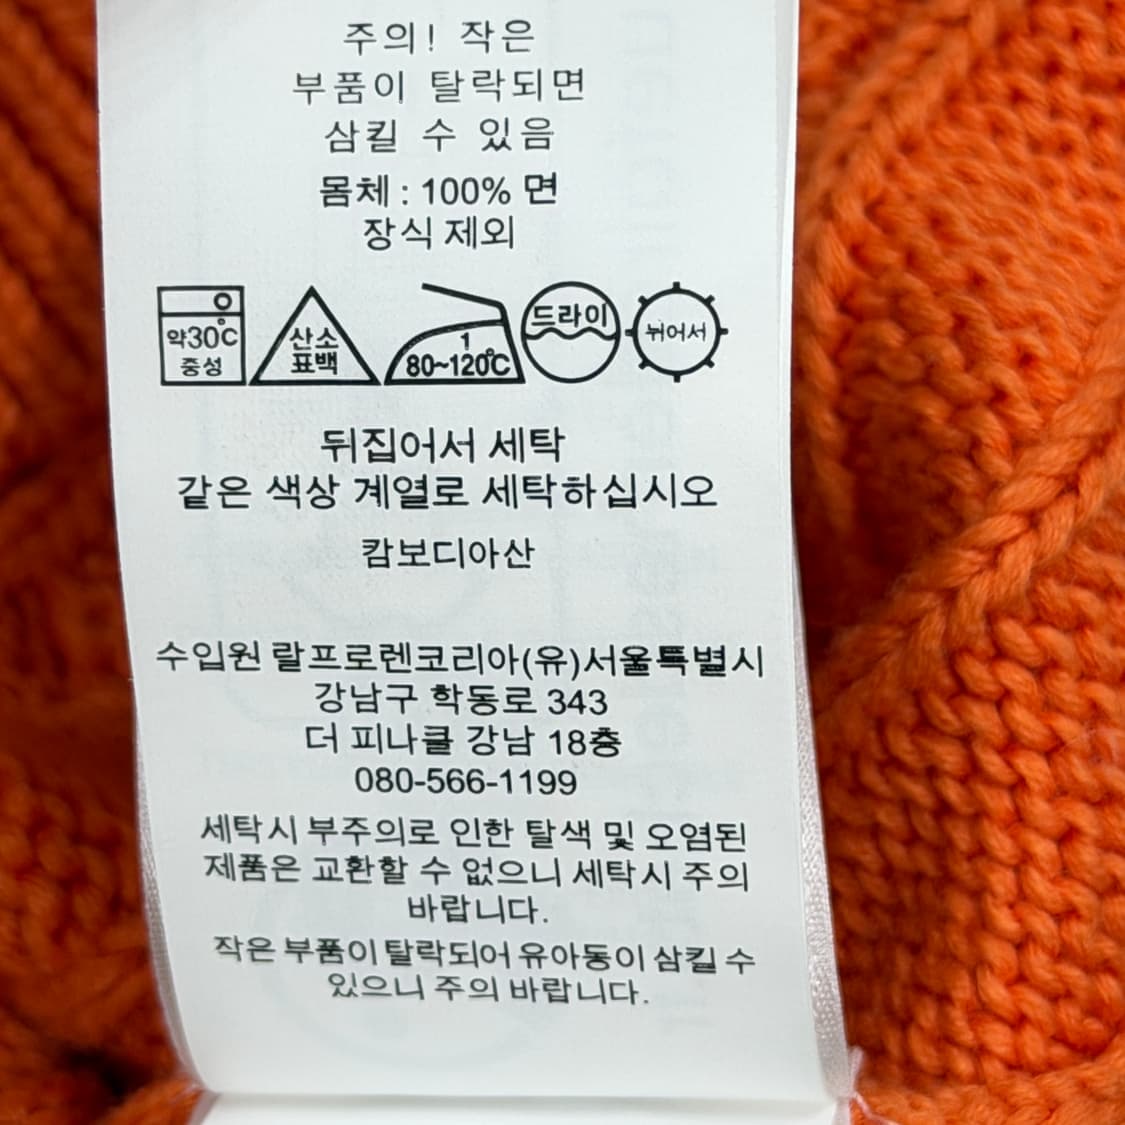 주의! 작은
부품이 탈락되면
삼킬 수 있음
몸체 : 100% 면
장식 제외
약30℃
중성
산소
표백
1
80~120℃
드라이
뉘어서
뒤집어서 세탁
같은 색상 계열로 세탁하십시오
캄보디아산
수입원 랄프로렌코리아(유)서울특별시
강남구 학동로 343
더 피나클 강남 18층
080-566-1199
세탁시 부주의로 인한 탈색 및 오염된
제품은 교환할 수 없으니 세탁시 주의
바랍니다.
작은 부품이 탈락되어 유아동이 삼킬 수
있으니 주의 바랍니다.